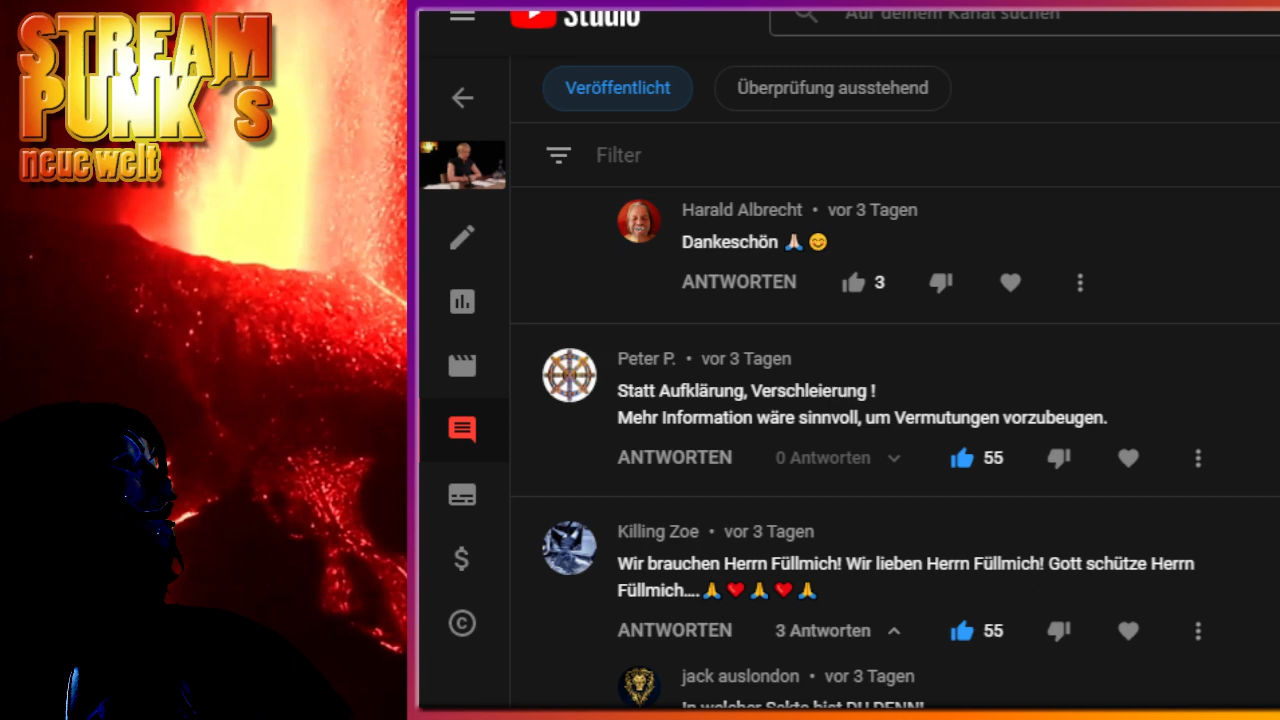 STREAM
PUNK´s
neue welt
Studio
Auf deinem Kanal suchen
Veröffentlicht
Überprüfung ausstehend
Filter
Harald Albrecht • vor 3 Tagen
Dankeschön 🙏🏻 😊
ANTWORTEN 3
Peter P. • vor 3 Tagen
Statt Aufklärung, Verschleierung !
Mehr Information wäre sinnvoll, um Vermutungen vorzubeugen.
ANTWORTEN 0 Antworten 55
Killing Zoe • vor 3 Tagen
Wir brauchen Herrn Füllmich! Wir lieben Herrn Füllmich! Gott schütze Herrn
Füllmich.... 🙏 ❤️ 🙏 ❤️ 🙏
ANTWORTEN 3 Antworten 55
jack auslondon • vor 3 Tagen
In welcher Sekte bist DU DENN!